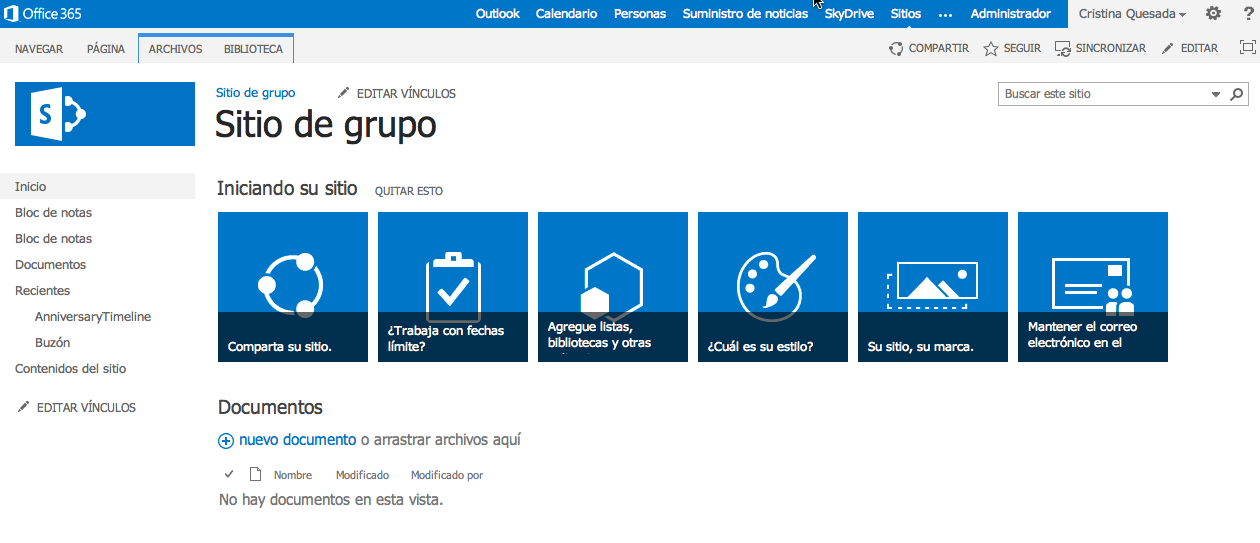 Office 365
Outlook Calendario Personas Suministro de noticias SkyDrive Sitios ... Administrador Cristina Quesada ?
NAVEGAR PÁGINA ARCHIVOS BIBLIOTECA COMPARTIR SEGUIR SINCRONIZAR EDITAR
S
Sitio de grupo EDITAR VÍNCULOS
Buscar este sitio
Sitio de grupo
Inicio
Bloc de notas
Bloc de notas
Documentos
Recientes
AnniversaryTimeline
Buzón
Contenidos del sitio
EDITAR VÍNCULOS
Iniciando su sitio QUITAR ESTO
Comparta su sitio.
¿Trabaja con fechas
límite?
Agregue listas,
bibliotecas y otras
¿Cuál es su estilo?
Su sitio, su marca.
Mantener el correo
electrónico en el
Documentos
nuevo documento o arrastrar archivos aquí
Nombre Modificado Modificado por
No hay documentos en esta vista.